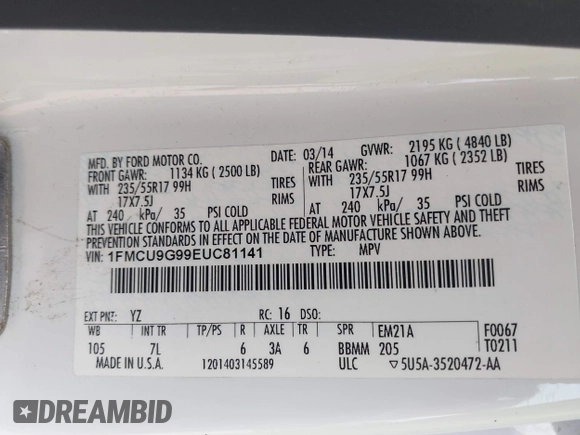 MFD. BY FORD MOTOR CO.
DATE: 03/14 GVWR: 2195 KG ( 4840 LB)
FRONT GAWR: 1134 KG ( 2500 LB) REAR GAWR: 1067 KG ( 2352 LB)
WITH 235/55R17 99H TIRES WITH 235/55R17 99H TIRES
17X7.5J RIMS 17X7.5J RIMS
AT 240 kPa/ 35 PSI COLD AT 240 kPa/ 35 PSI COLD
THIS VEHICLE CONFORMS TO ALL APPLICABLE FEDERAL MOTOR VEHICLE SAFETY AND THEFT
PREVENTION STANDARDS IN EFFECT ON THE DATE OF MANUFACTURE SHOWN ABOVE.
VIN: 1FMCU9G99EUC81141 TYPE: MPV
EXT PNT: YZ RC: 16 DSO:
WB INT TR TP/PS R AXLE TR SPR EM21A F0067
105 7L 6 3A 6 BBMM 205 T0211
MADE IN U.S.A. 1201403145589 ULC ▽5U5A-3520472-AA
DREAMBID